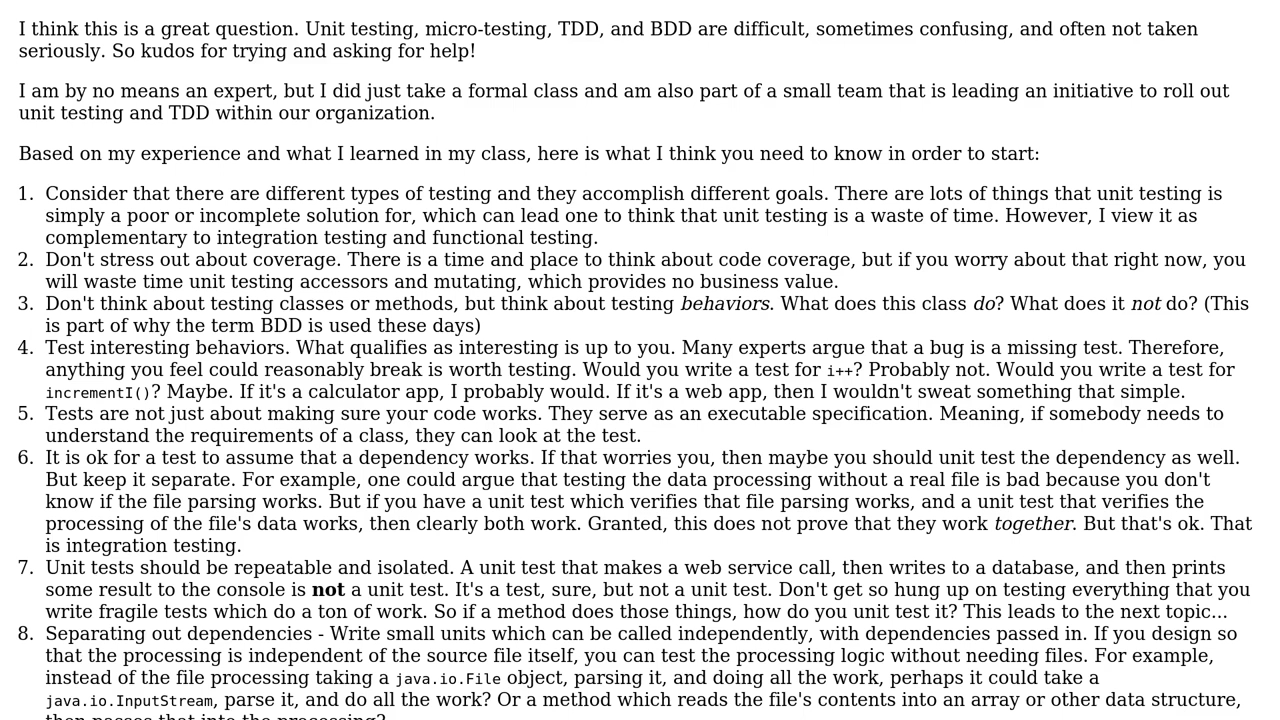 I think this is a great question. Unit testing, micro-testing, TDD, and BDD are difficult, sometimes confusing, and often not taken
seriously. So kudos for trying and asking for help!
I am by no means an expert, but I did just take a formal class and am also part of a small team that is leading an initiative to roll out
unit testing and TDD within our organization.
Based on my experience and what I learned in my class, here is what I think you need to know in order to start:
1. Consider that there are different types of testing and they accomplish different goals. There are lots of things that unit testing is
simply a poor or incomplete solution for, which can lead one to think that unit testing is a waste of time. However, I view it as
complementary to integration testing and functional testing.
2. Don't stress out about coverage. There is a time and place to think about code coverage, but if you worry about that right now, you
will waste time unit testing accessors and mutating, which provides no business value.
3. Don't think about testing classes or methods, but think about testing behaviors. What does this class do? What does it not do? (This
is part of why the term BDD is used these days)
4. Test interesting behaviors. What qualifies as interesting is up to you. Many experts argue that a bug is a missing test. Therefore,
anything you feel could reasonably break is worth testing. Would you write a test for i++? Probably not. Would you write a test for
incrementI()? Maybe. If it's a calculator app, I probably would. If it's a web app, then I wouldn't sweat something that simple.
5. Tests are not just about making sure your code works. They serve as an executable specification. Meaning, if somebody needs to
understand the requirements of a class, they can look at the test.
6. It is ok for a test to assume that a dependency works. If that worries you, then maybe you should unit test the dependency as well.
But keep it separate. For example, one could argue that testing the data processing without a real file is bad because you don't
know if the file parsing works. But if you have a unit test which verifies that file parsing works, and a unit test that verifies the
processing of the file's data works, then clearly both work. Granted, this does not prove that they work together. But that's ok. That
is integration testing.
7. Unit tests should be repeatable and isolated. A unit test that makes a web service call, then writes to a database, and then prints
some result to the console is not a unit test. It's a test, sure, but not a unit test. Don't get so hung up on testing everything that you
write fragile tests which do a ton of work. So if a method does those things, how do you unit test it? This leads to the next topic...
8. Separating out dependencies - Write small units which can be called independently, with dependencies passed in. If you design so
that the processing is independent of the source file itself, you can test the processing logic without needing files. For example,
instead of the file processing taking a java.io.File object, parsing it, and doing all the work, perhaps it could take a
java.io.InputStream, parse it, and do all the work? Or a method which reads the file's contents into an array or other data structure,
then passes that into the processing?